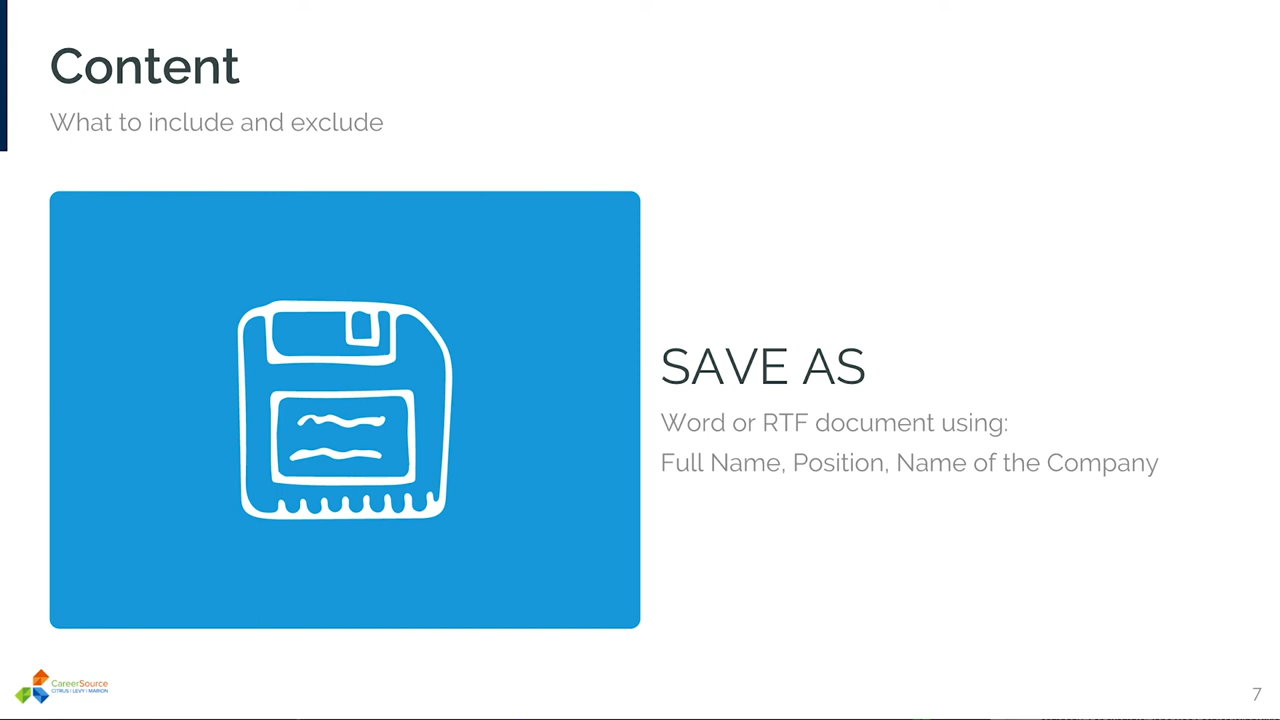 Content
What to include and exclude
SAVE AS
Word or RTF document using:
Full Name, Position, Name of the Company
CareerSource
CITRUS | LEVY | MARION
7